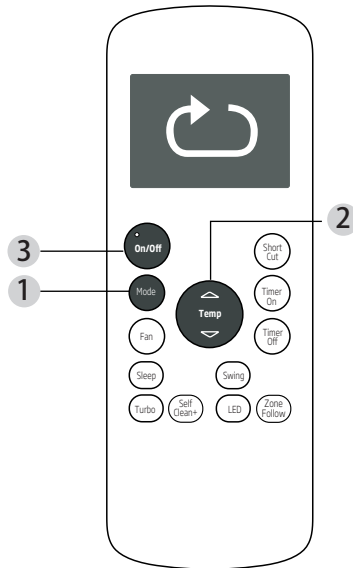 2
3
On/Off
Short
Cut
1
Mode
Temp
Timer
On
Fan
Timer
Off
Sleep
Swing
Turbo
Self
Clean+
LED
Zone
Follow